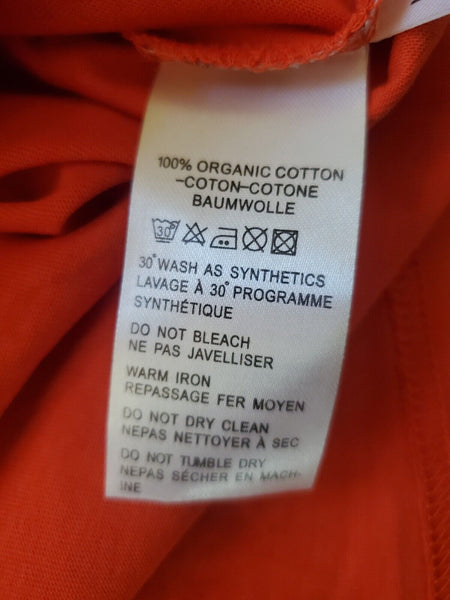 100% ORGANIC COTTON
-COTON-COTONE
BAUMWOLLE
30°
30° WASH AS SYNTHETICS
LAVAGE À 30° PROGRAMME
SYNTHÉTIQUE
DO NOT BLEACH
NE PAS JAVELLISER
WARM IRON
REPASSAGE FER MOYEN
DO NOT DRY CLEAN
NEPAS NETTOYER À SEC
DO NOT TUMBLE DRY
NEPAS SÉCHER EN MACH-
INE